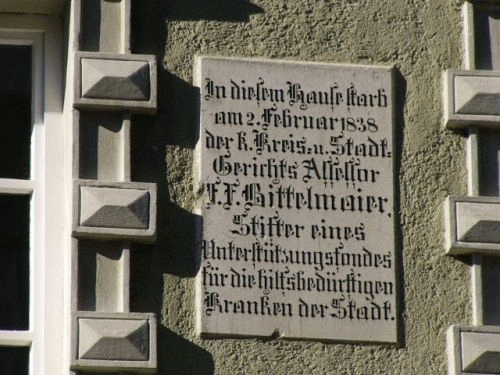 In diesem Hause starb
am 2. Februar 1838
der k. Kreis- u. Stadt-
Gerichts Assessor
F. F. Bittelmaier,
Stifter eines
Unterstützungsfondes
für die hilfsbedürftigen
Kranken der Stadt.